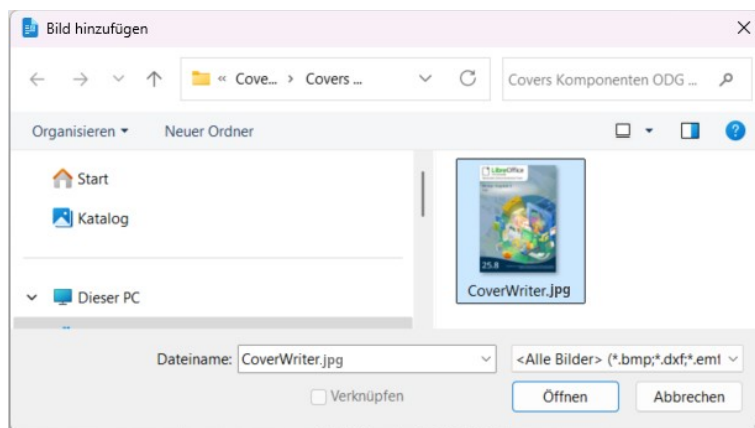 Bild hinzufügen
« Cove... › Covers ...
Covers Komponenten ODG ...
Organisieren
Neuer Ordner
Start
Katalog
Dieser PC
LibreOffice
25.8
CoverWriter.jpg
Dateiname: CoverWriter.jpg
<Alle Bilder> (*.bmp;*.dxf;*.emf
Verknüpfen
Öffnen
Abbrechen